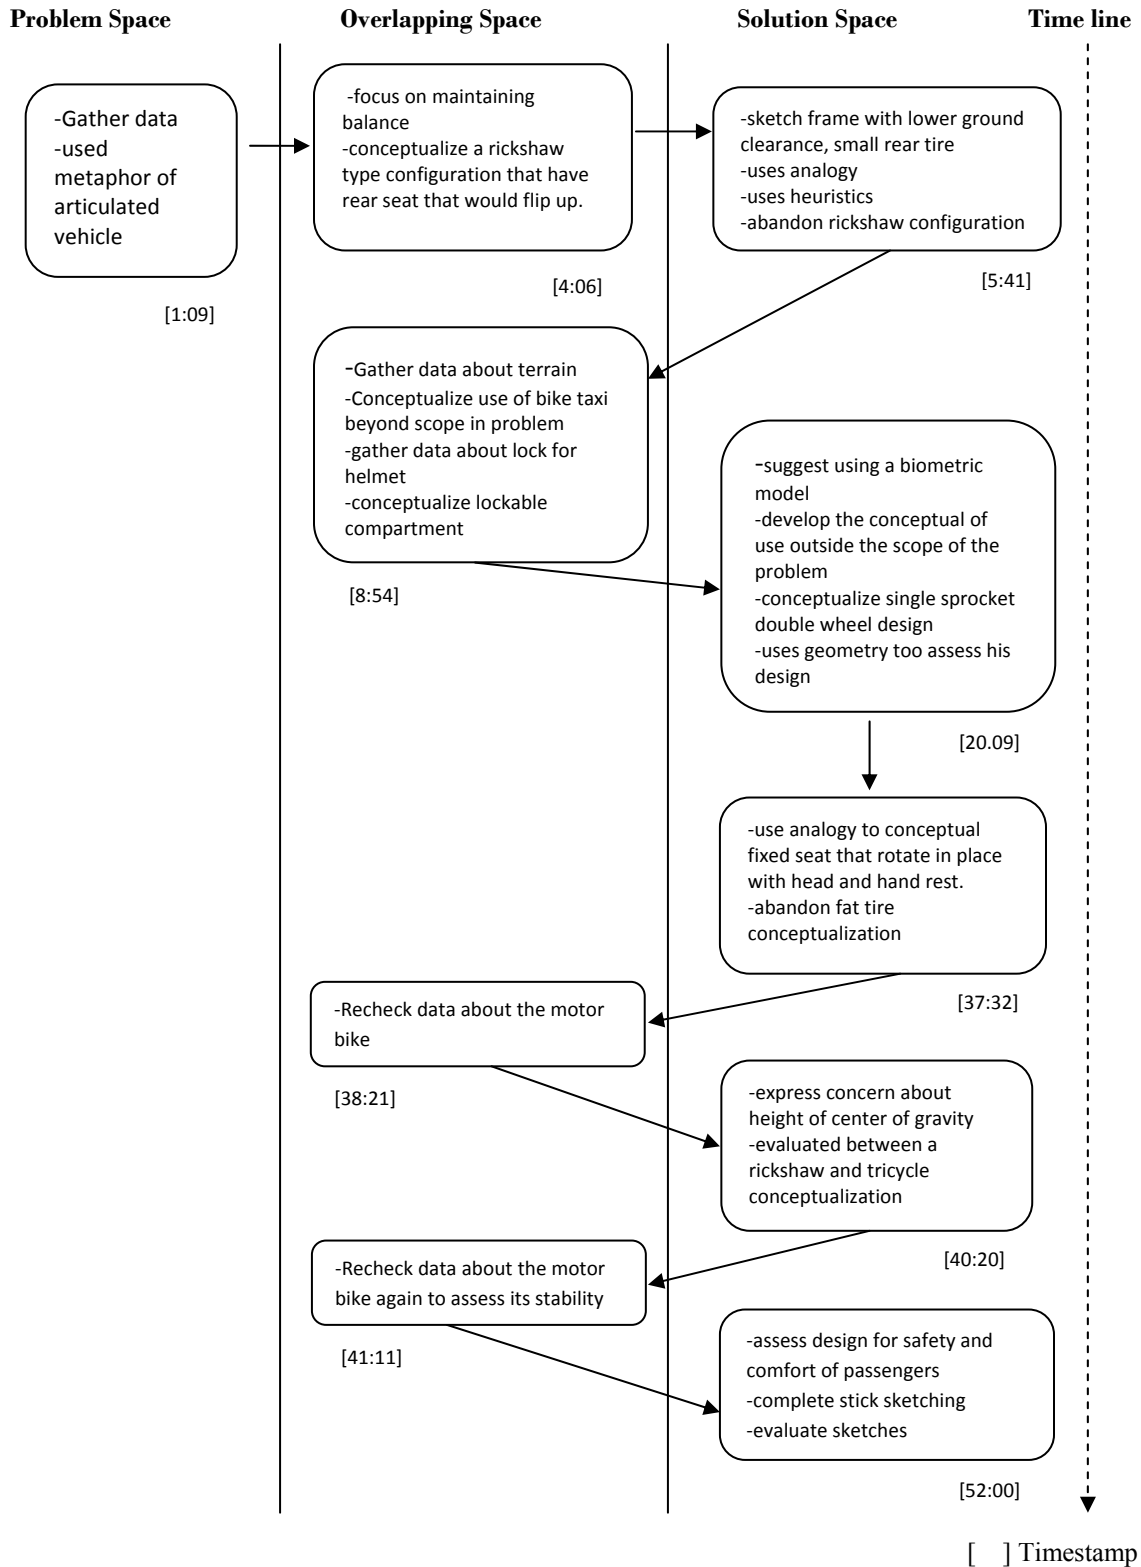 Problem Space
Overlapping Space
Solution Space
Time line
-Gather data
-used
metaphor of
articulated
vehicle
[1:09]
-focus on maintaining
balance
-conceptualize a rickshaw
type configuration that have
rear seat that would flip up.
[4:06]
-sketch frame with lower ground
clearance, small rear tire
-uses analogy
-uses heuristics
-abandon rickshaw configuration
[5:41]
-Gather data about terrain
-Conceptualize use of bike taxi
beyond scope in problem
-gather data about lock for
helmet
-conceptualize lockable
compartment
[8:54]
-suggest using a biometric
model
-develop the conceptual of
use outside the scope of the
problem
-conceptualize single sprocket
double wheel design
-uses geometry too assess his
design
[20.09]
-use analogy to conceptual
fixed seat that rotate in place
with head and hand rest.
-abandon fat tire
conceptualization
[37:32]
-Recheck data about the motor
bike
[38:21]
-express concern about
height of center of gravity
-evaluated between a
rickshaw and tricycle
conceptualization
[40:20]
-Recheck data about the motor
bike again to assess its stability
[41:11]
-assess design for safety and
comfort of passengers
-complete stick sketching
-evaluate sketches
[52:00]
[ ] Timestamp